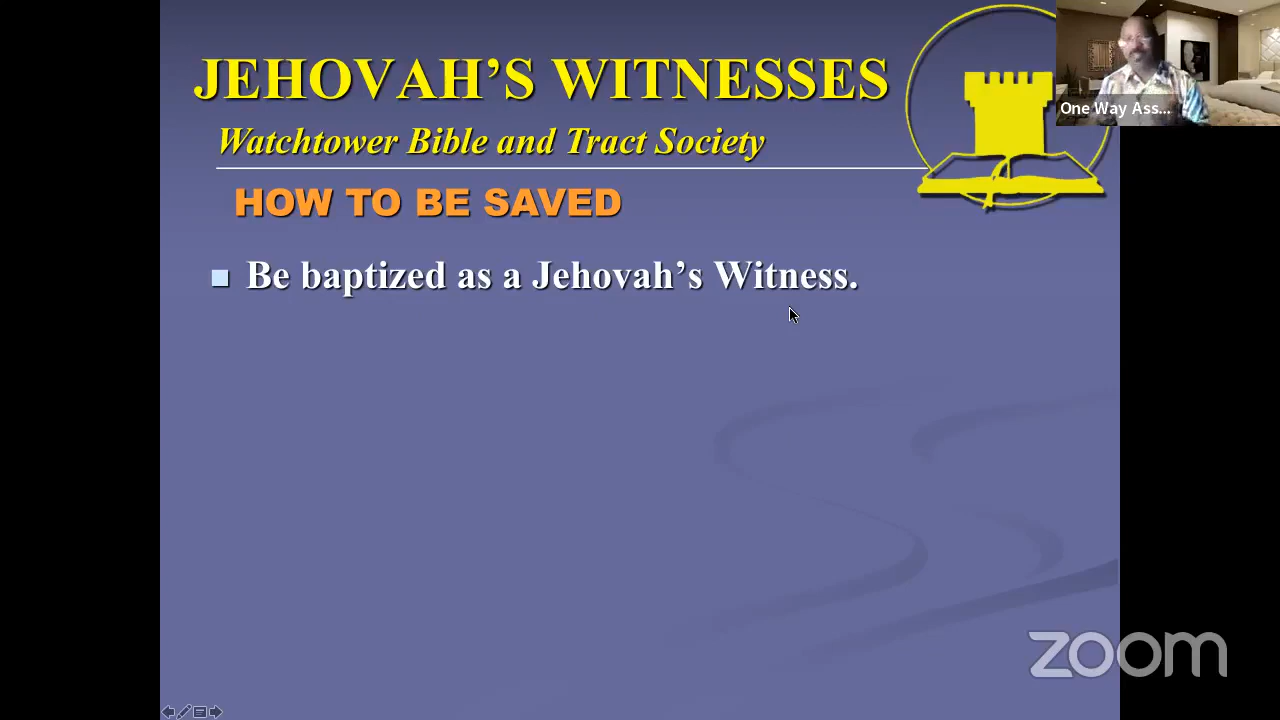 JEHOVAH’S WITNESSES
Watchtower Bible and Tract Society
HOW TO BE SAVED
Be baptized as a Jehovah’s Witness.
One Way Ass...
zoom